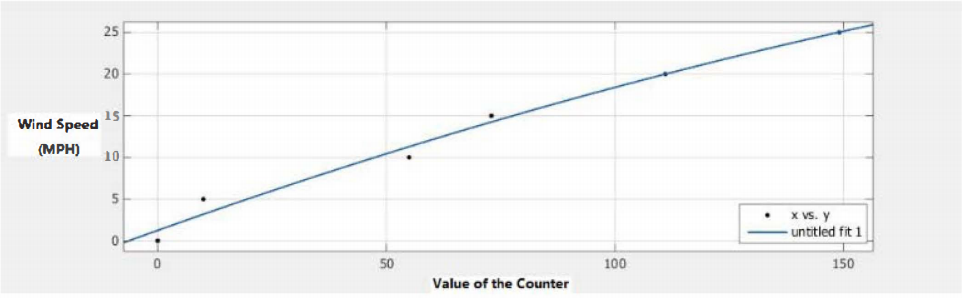 25
20
Wind Speed 15
(MPH) 10
5
0
x vs. y
untitled fit 1
0 50 100 150
Value of the Counter